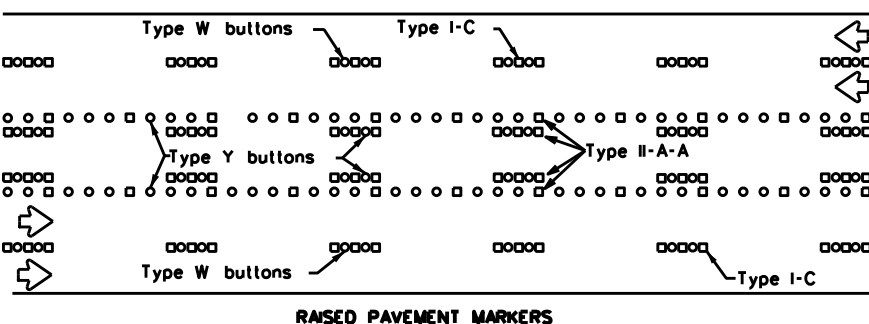 Type W buttons
Type I-C
Type Y buttons
Type II-A-A
Type W buttons
Type I-C
RAISED PAVEMENT MARKERS